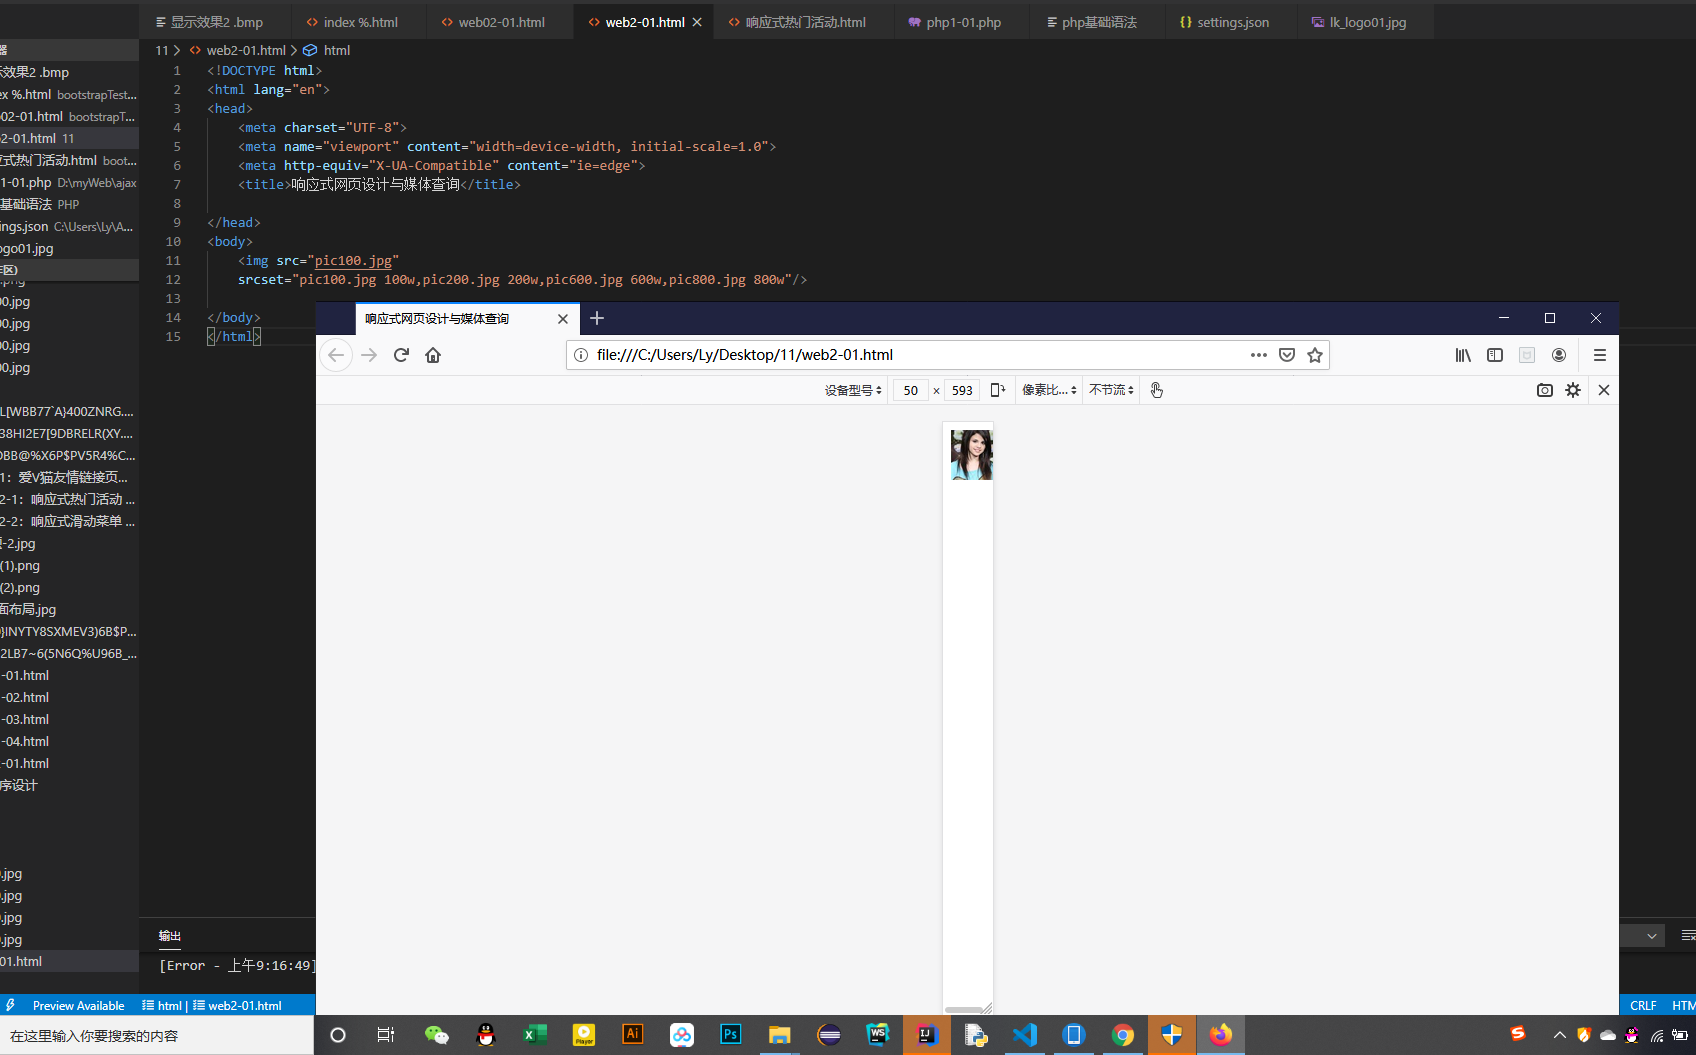 显示效果2 .bmp
index %.html
web02-01.html
web2-01.html
响应式热门活动.html
php1-01.php
php基础语法
settings.json
lk_logo01.jpg
器
示效果2 .bmp
ex %.html bootstrapTest...
02-01.html bootstrapT...
2-01.html 11
应式热门活动.html boot...
1-01.php D:\myWeb\ajax
基础语法 PHP
ings.json C:\Users\Ly\A...
ogo01.jpg
作区)
.png
00.jpg
00.jpg
00.jpg
00.jpg
L[WBB77`A}400ZNRG....
38HI2E7[9DBRELR(XY....
DBB@%X6P$PV5R4%C...
1：爱V猫友情链接页...
2-1：响应式热门活动 ...
2-2：响应式滑动菜单 ...
-2.jpg
(1).png
(2).png
面布局.jpg
}INYTY8SXMEV3)6B$P...
2LB7~6(5N6Q%U96B_...
-01.html
-02.html
-03.html
-04.html
-01.html
序设计
.jpg
.jpg
.jpg
.jpg
01.html
11 > web2-01.html > html
1 <!DOCTYPE html>
2 <html lang="en">
3 <head>
4 <meta charset="UTF-8">
5 <meta name="viewport" content="width=device-width, initial-scale=1.0">
6 <meta http-equiv="X-UA-Compatible" content="ie=edge">
7 <title>响应式网页设计与媒体查询</title>
8
9 </head>
10 <body>
11 <img src="pic100.jpg"
12 srcset="pic100.jpg 100w,pic200.jpg 200w,pic600.jpg 600w,pic800.jpg 800w"/>
13
14 </body>
15 </html>
响应式网页设计与媒体查询
file:///C:/Users/Ly/Desktop/11/web2-01.html
设备型号 50 × 593 像素比... 不节流
输出
[Error - 上午9:16:49]
Preview Available html | web2-01.html
CRLF HTM
在这里输入你要搜索的内容
Player
Ai
Ps
WS
IJ